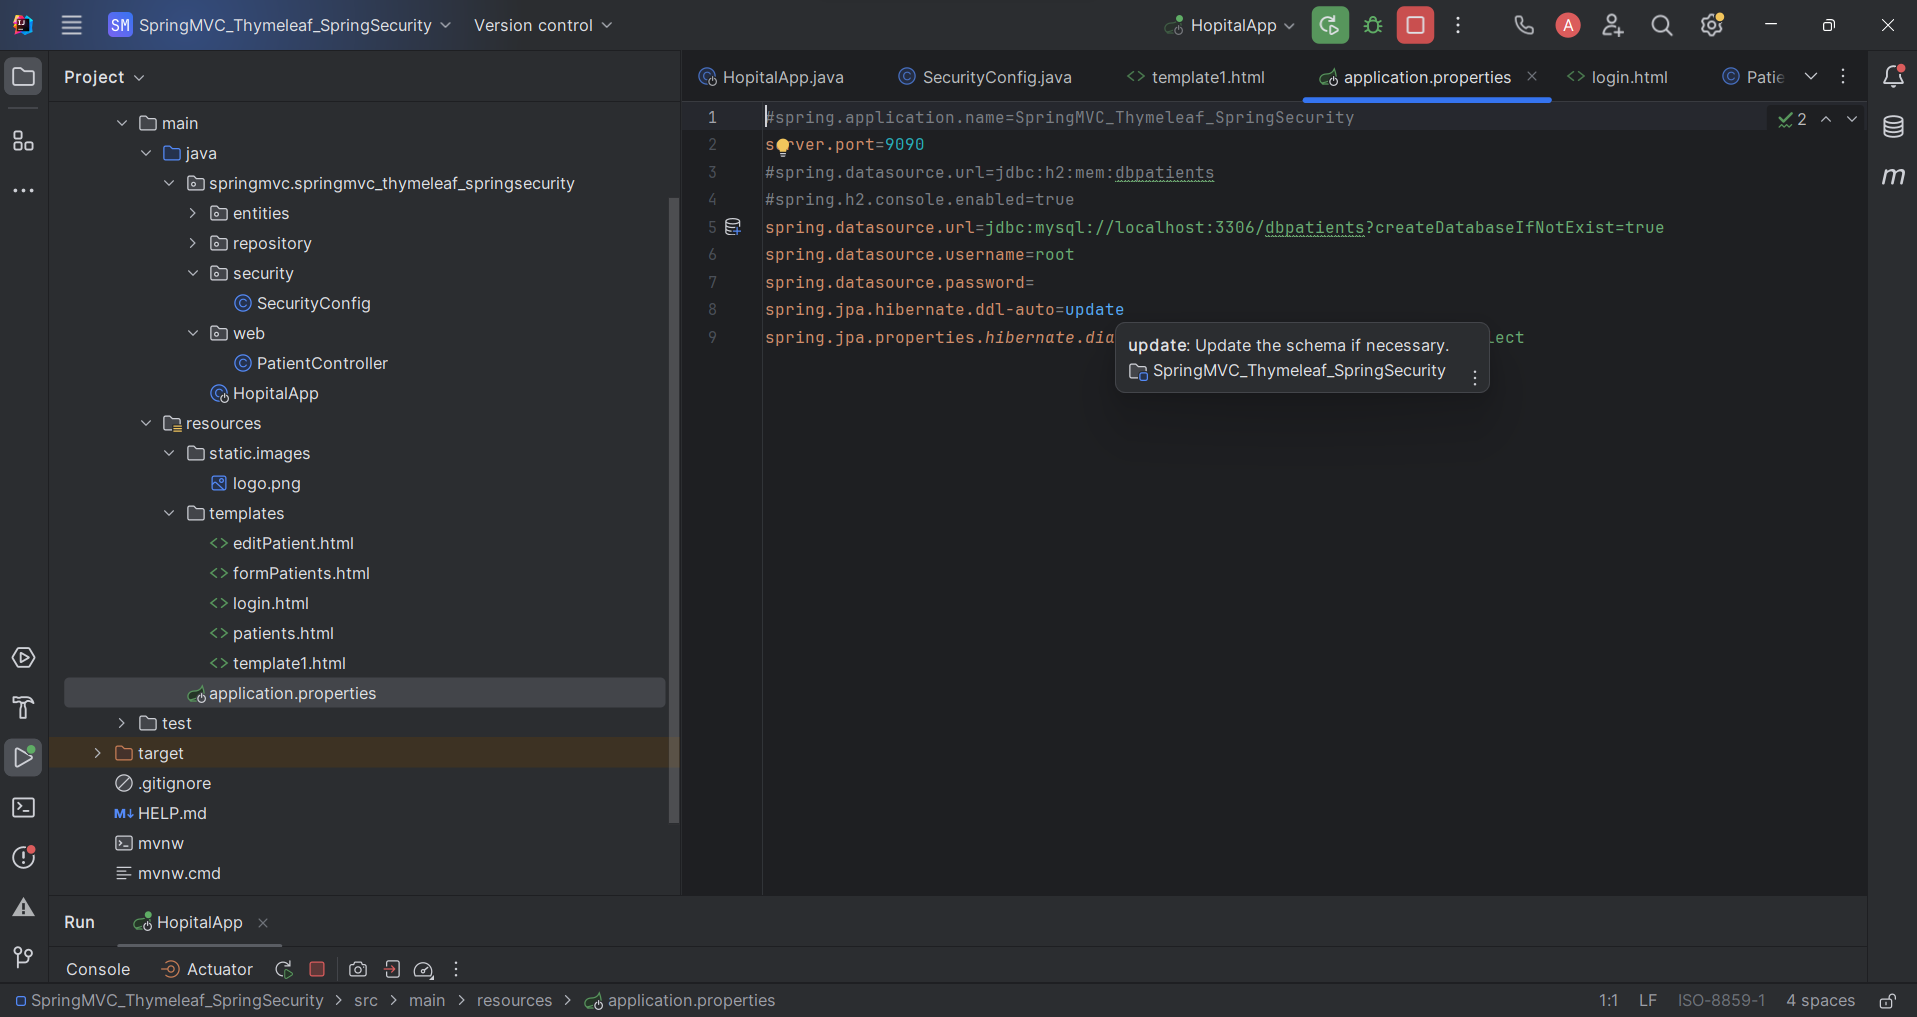 SM SpringMVC_Thymeleaf_SpringSecurity Version control HopitalApp A
Project
main
java
springmvc.springmvc_thymeleaf_springsecurity
entities
repository
security
SecurityConfig
web
PatientController
HopitalApp
resources
static.images
logo.png
templates
editPatient.html
formPatients.html
login.html
patients.html
template1.html
application.properties
test
target
.gitignore
M↓ HELP.md
mvnw
mvnw.cmd
HopitalApp.java SecurityConfig.java template1.html application.properties login.html Patie
1 #spring.application.name=SpringMVC_Thymeleaf_SpringSecurity 2
2 server.port=9090
3 #spring.datasource.url=jdbc:h2:mem:dbpatients
4 #spring.h2.console.enabled=true
5 spring.datasource.url=jdbc:mysql://localhost:3306/dbpatients?createDatabaseIfNotExist=true
6 spring.datasource.username=root
7 spring.datasource.password=
8 spring.jpa.hibernate.ddl-auto=update
9 spring.jpa.properties.hibernate.dia lect
update: Update the schema if necessary.
SpringMVC_Thymeleaf_SpringSecurity
m
Run HopitalApp
Console Actuator
SpringMVC_Thymeleaf_SpringSecurity > src > main > resources > application.properties 1:1 LF ISO-8859-1 4 spaces